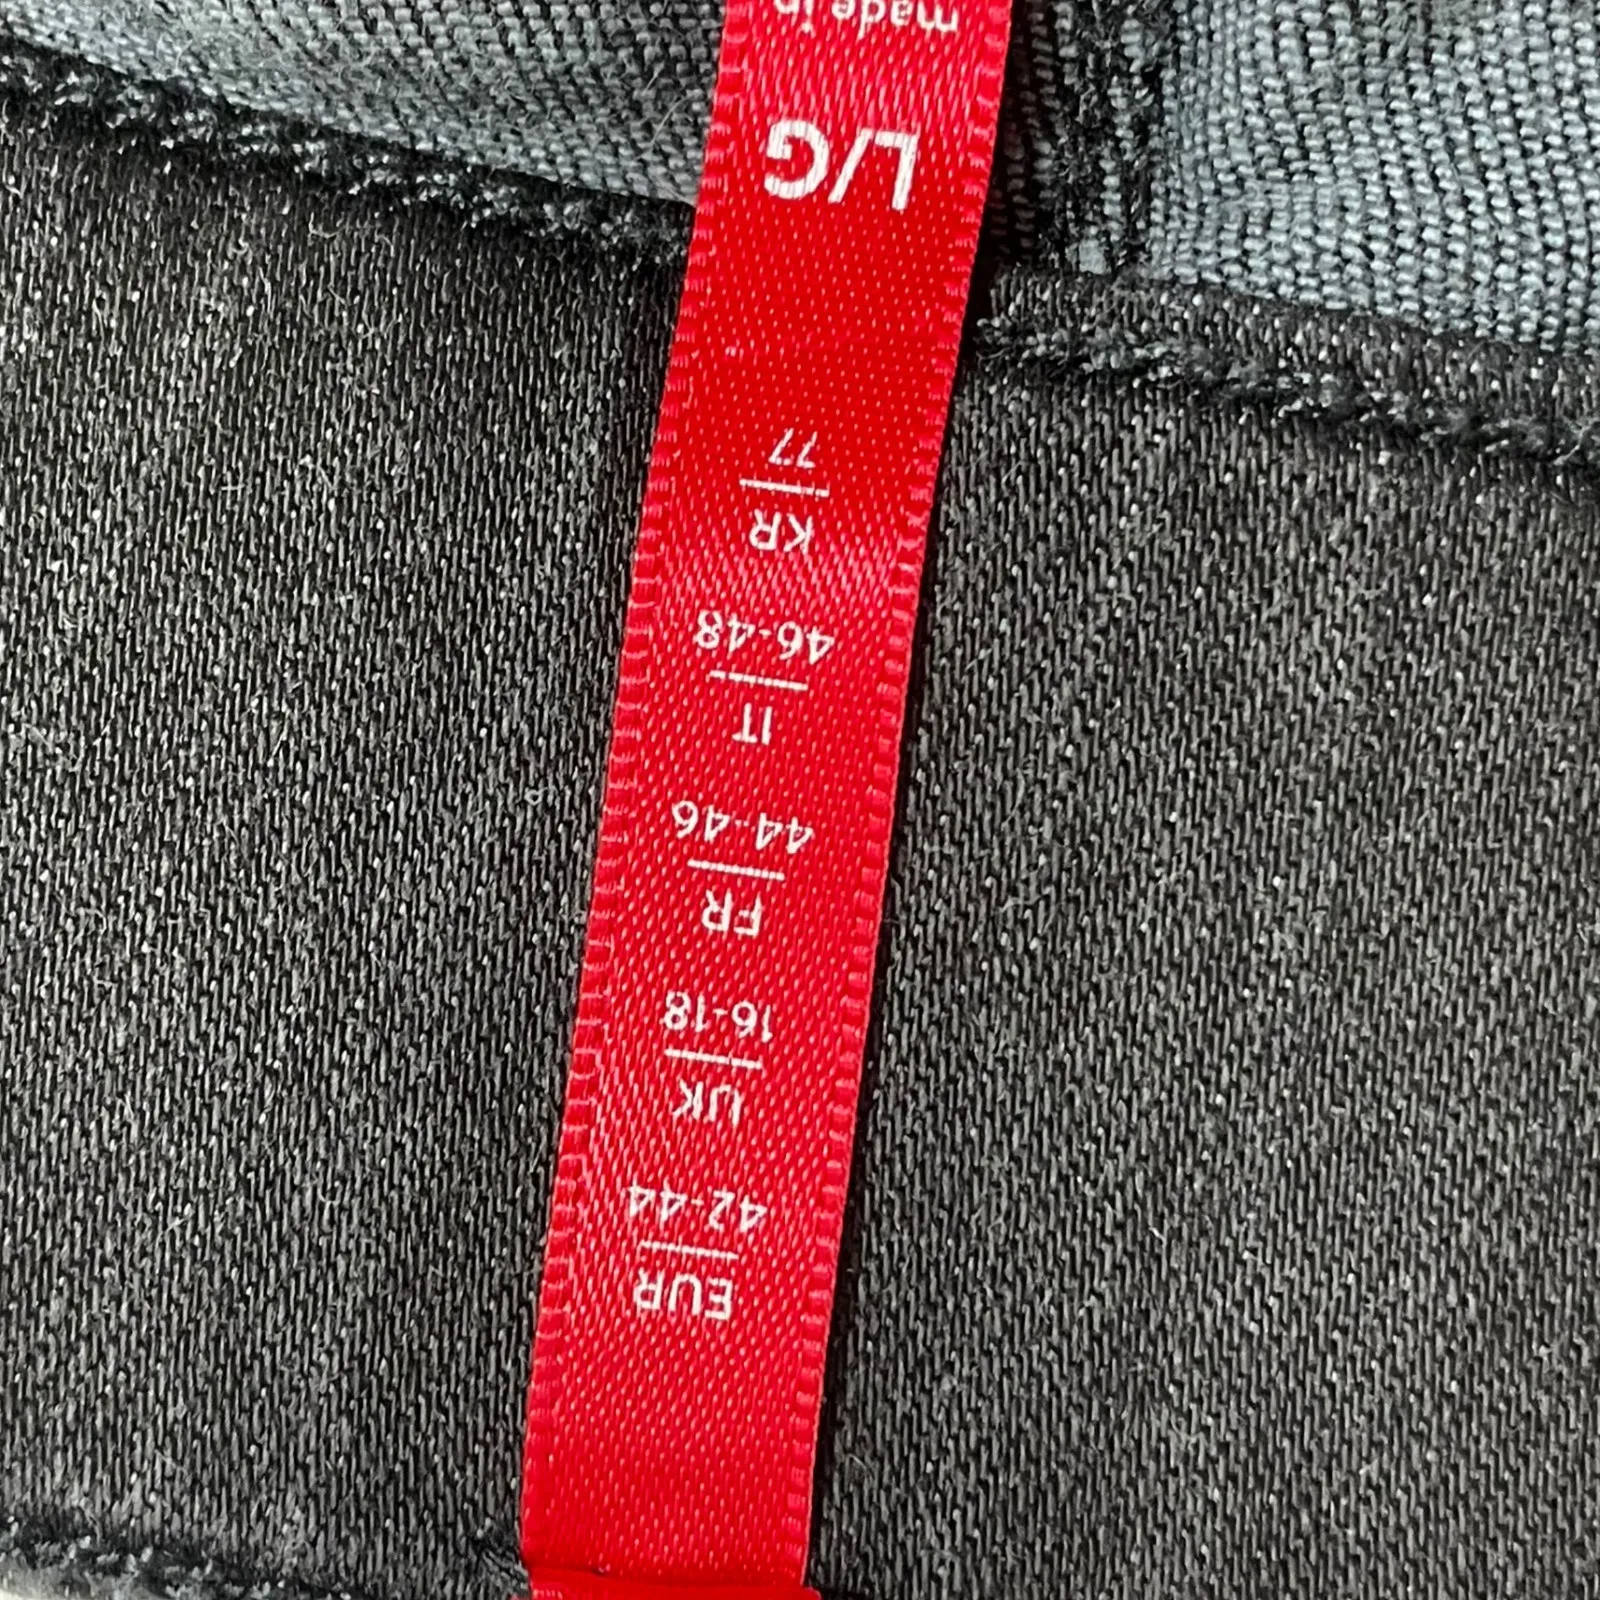 EUR
42-44
UK
16-18
FR
44-46
IT
46-48
KR
77
L/G
made in